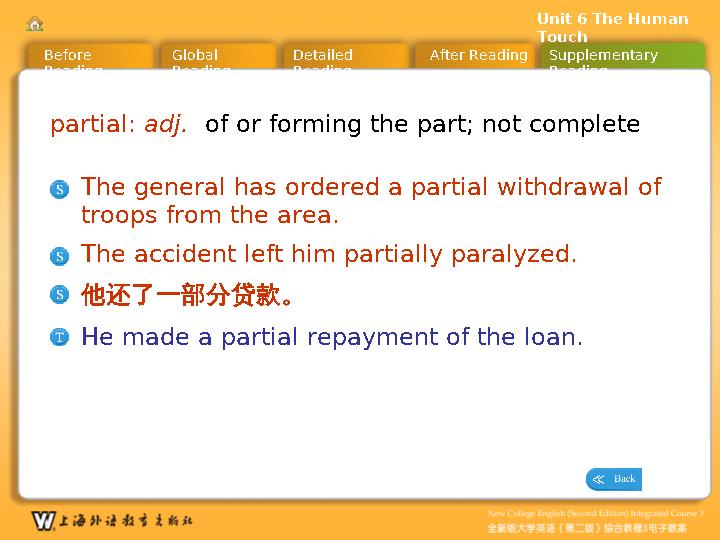 Unit 6 The Human
Touch
Before
Reading
Global
Reading
Detailed
Reading
After Reading
Supplementary
Reading
partial: adj. of or forming the part; not complete
S The general has ordered a partial withdrawal of
troops from the area.
S The accident left him partially paralyzed.
S 他还了一部分贷款。
T He made a partial repayment of the loan.
≪ Back
W 上海外语教育出版社
New College English (Second Edition) Integrated Course 3
全新版大学英语（第二版）综合教程3电子教案